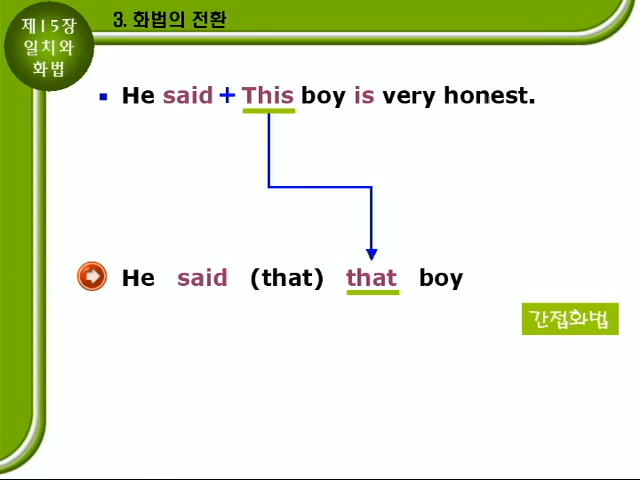 제15장
일치와
화법
3. 화법의 전환
▪ He said + This boy is very honest.
He said (that) that boy
간접화법